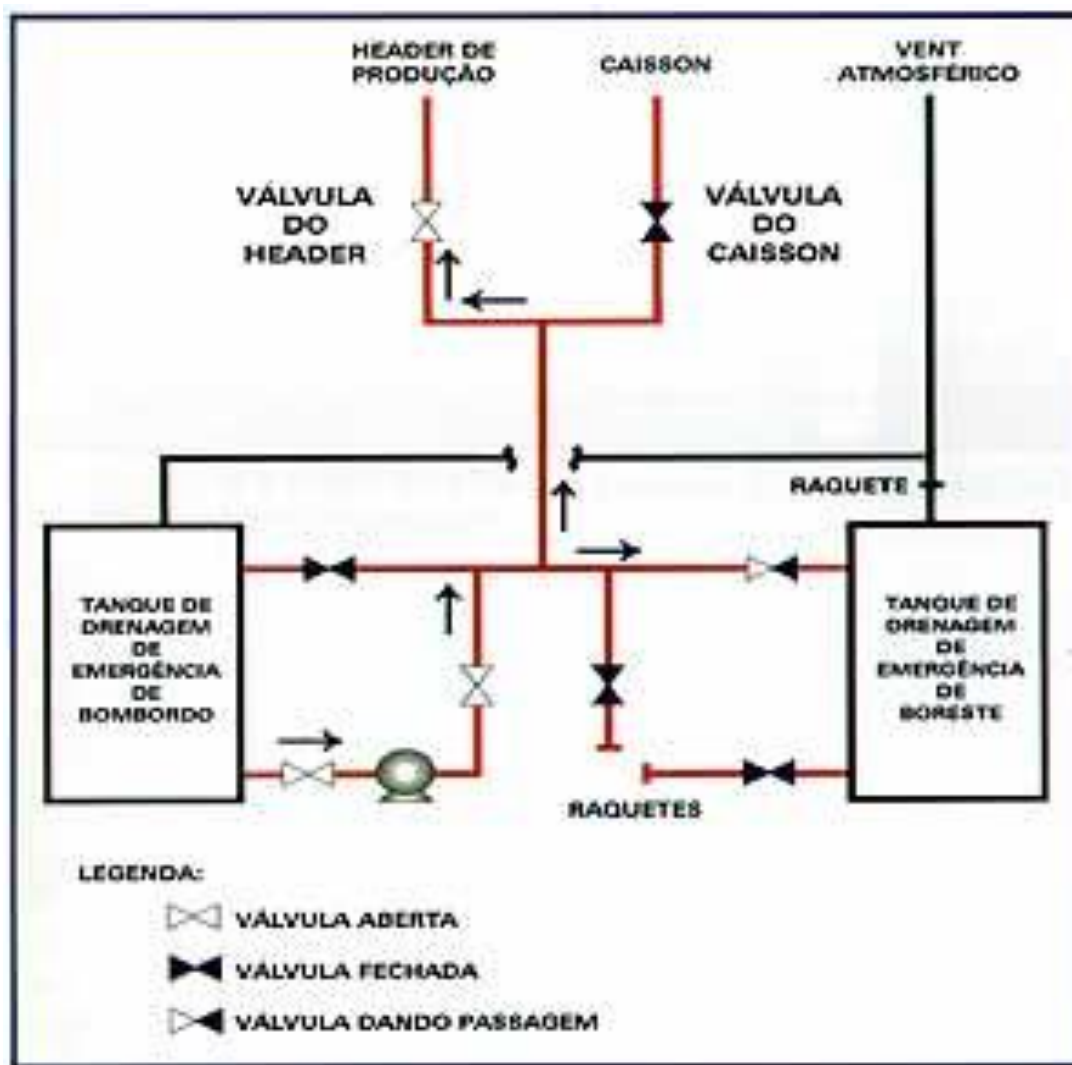 HEADER DE
PRODUÇÃO
CAISSON
VENT
ATMOSFÉRICO
VÁLVULA
DO
HEADER
VÁLVULA
DO
CAISSON
RAQUETE
TANQUE DE
DRENAGEM
DE
EMERGÊNCIA
DE
BOMBORDO
TANQUE DE
DRENAGEM
DE
EMERGÊNCIA
DE
BORESTE
RAQUETES
LEGENDA:
VÁLVULA ABERTA
VÁLVULA FECHADA
VÁLVULA DANDO PASSAGEM